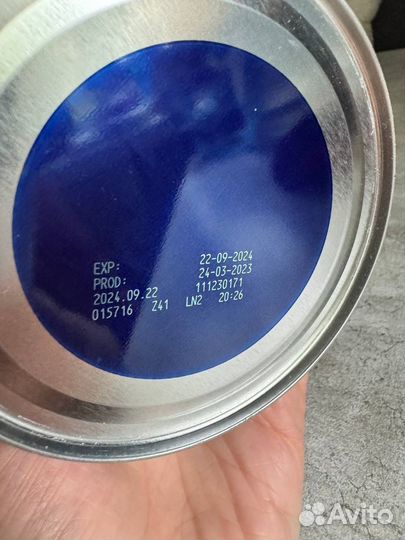 EXP: 22-09-2024
PROD: 24-03-2023
2024.09.22 111230171
015716 Z41 LN2 20:26
Avito